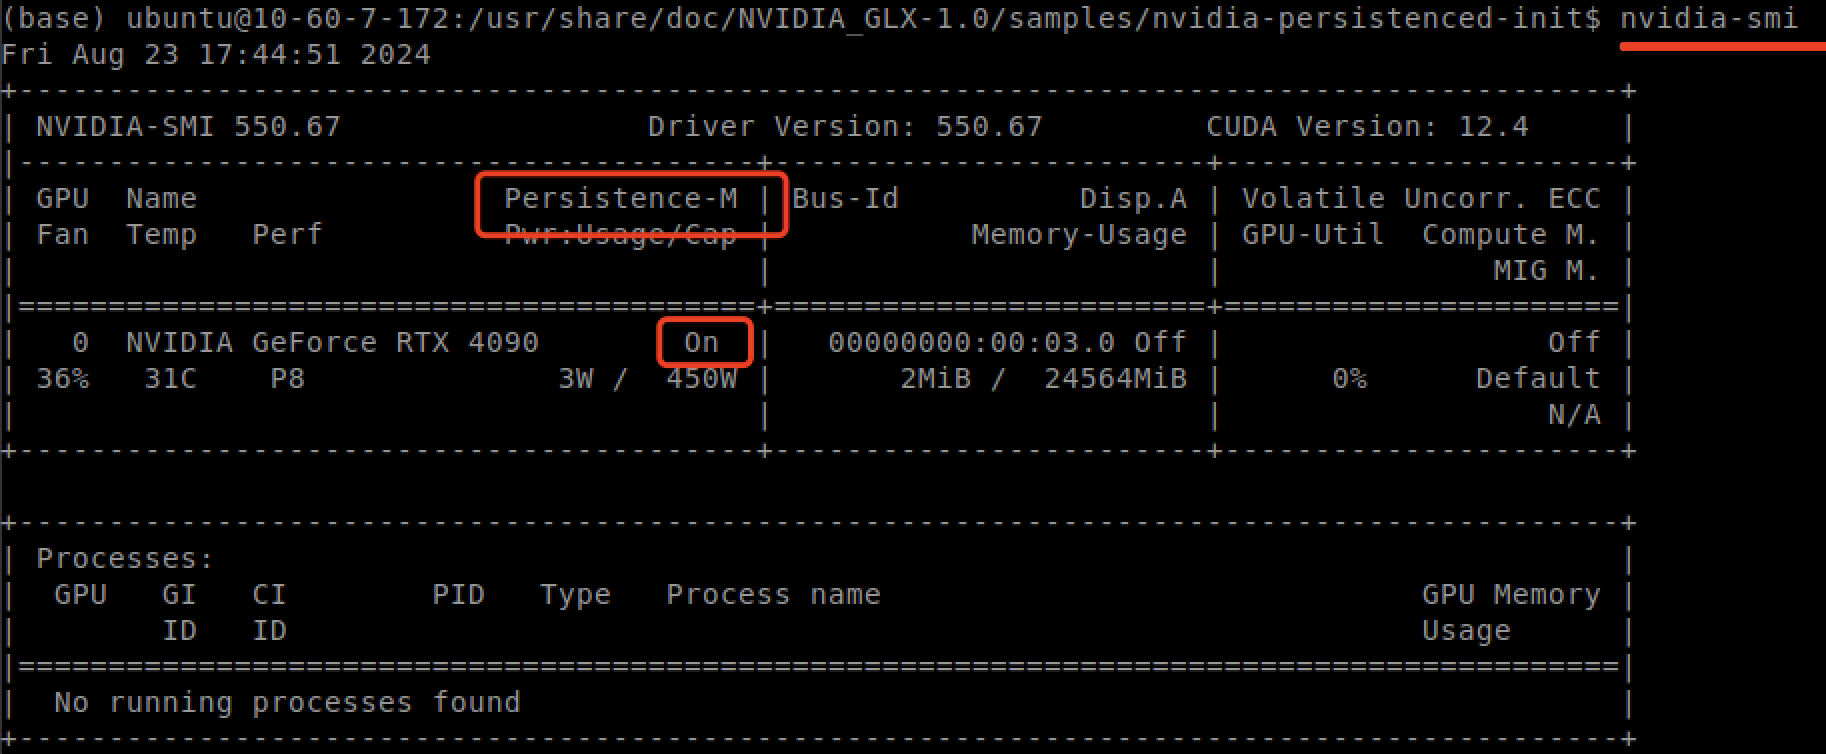 (base) ubuntu@10-60-7-172:/usr/share/doc/NVIDIA_GLX-1.0/samples/nvidia-persistenced-init$ nvidia-smi
Fri Aug 23 17:44:51 2024
+-----------------------------------------------------------------------------------------+
| NVIDIA-SMI 550.67                 Driver Version: 550.67         CUDA Version: 12.4     |
|-----------------------------------------+------------------------+----------------------+
| GPU  Name                 Persistence-M | Bus-Id          Disp.A | Volatile Uncorr. ECC |
| Fan  Temp   Perf          Pwr:Usage/Cap |           Memory-Usage | GPU-Util  Compute M. |
|                                         |                        |               MIG M. |
|=========================================+========================+======================|
|   0  NVIDIA GeForce RTX 4090        On  |   00000000:00:03.0 Off |                  Off |
| 36%   31C    P8              3W /  450W |       2MiB /  24564MiB |      0%      Default |
|                                         |                        |                  N/A |
+-----------------------------------------+------------------------+----------------------+
+-----------------------------------------------------------------------------------------+
| Processes:                                                                              |
|  GPU   GI   CI        PID   Type   Process name                              GPU Memory |
|        ID   ID                                                               Usage      |
|=========================================================================================|
|  No running processes found                                                             |
+-----------------------------------------------------------------------------------------+